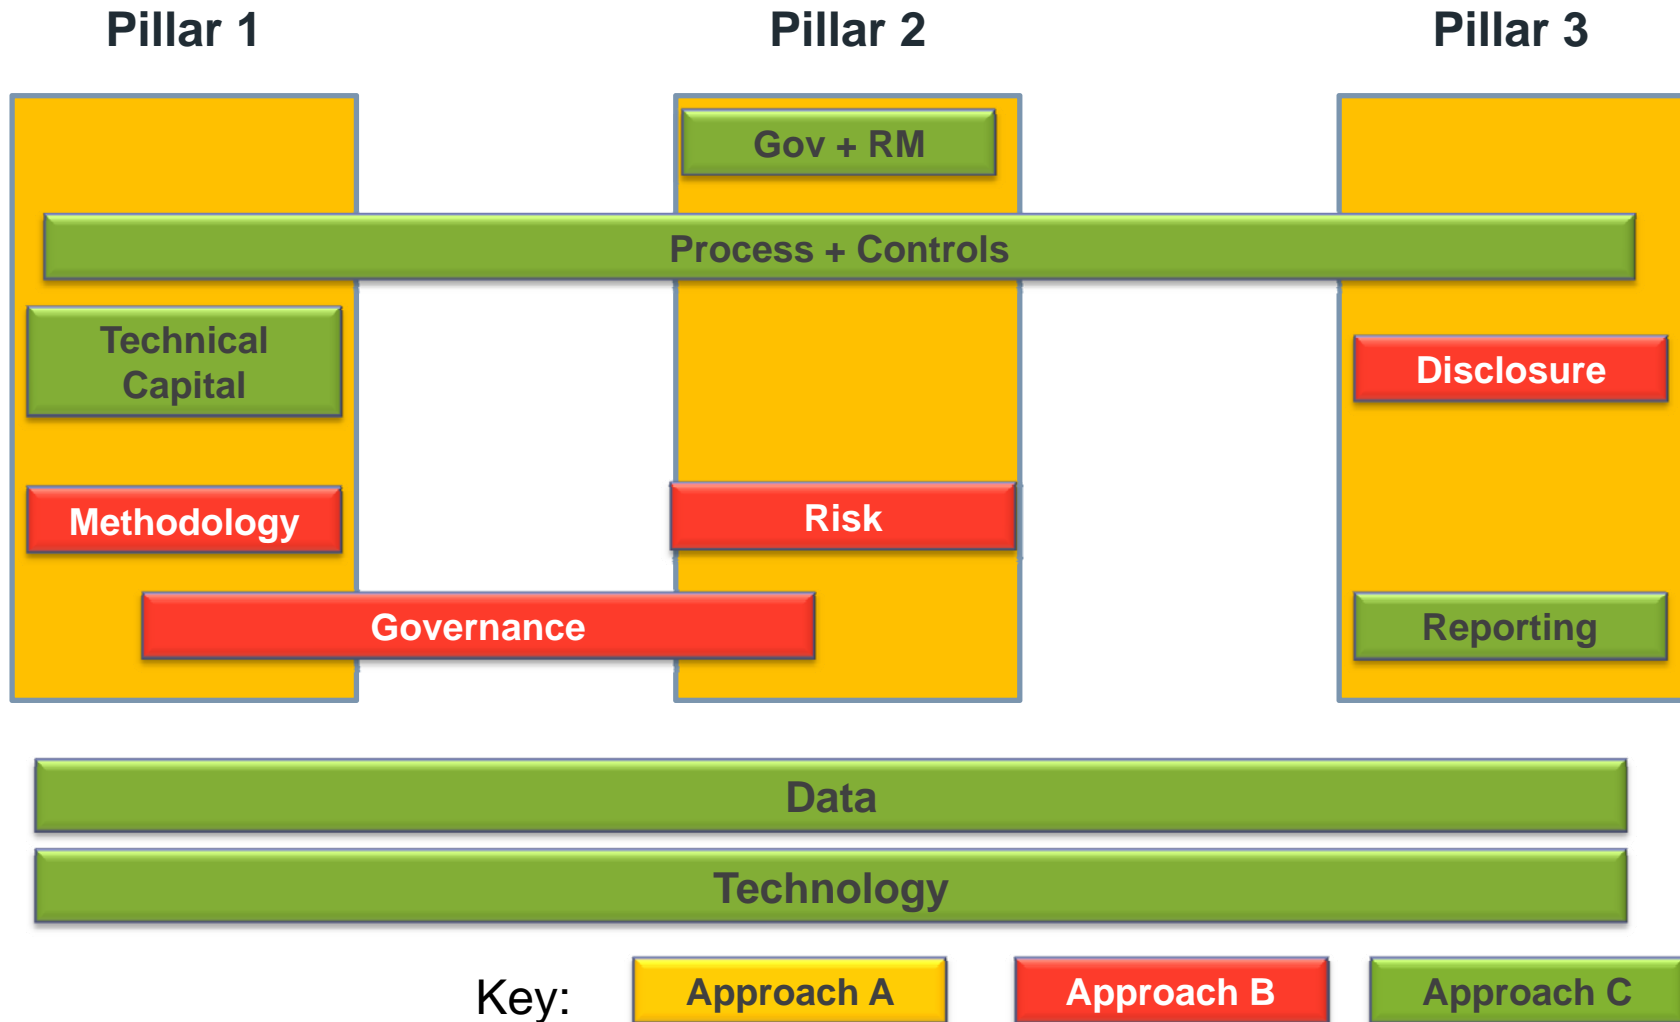 Pillar 1
Pillar 2
Pillar 3
Gov + RM
Process + Controls
Technical
Capital
Disclosure
Methodology
Risk
Governance
Reporting
Data
Technology
Key:
Approach A
Approach B
Approach C